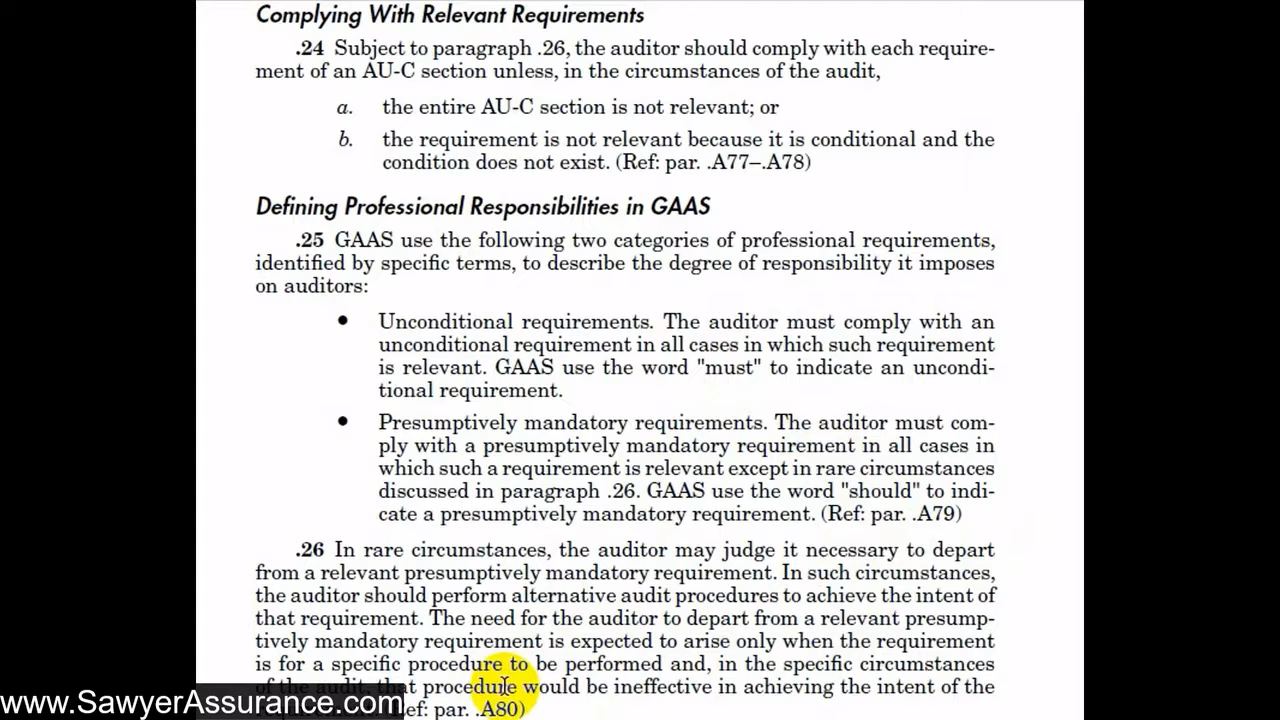 Complying With Relevant Requirements
.24 Subject to paragraph .26, the auditor should comply with each require-
ment of an AU-C section unless, in the circumstances of the audit,
a. the entire AU-C section is not relevant; or
b. the requirement is not relevant because it is conditional and the
condition does not exist. (Ref: par. .A77–.A78)
Defining Professional Responsibilities in GAAS
.25 GAAS use the following two categories of professional requirements,
identified by specific terms, to describe the degree of responsibility it imposes
on auditors:
• Unconditional requirements. The auditor must comply with an
unconditional requirement in all cases in which such requirement
is relevant. GAAS use the word "must" to indicate an uncondi-
tional requirement.
• Presumptively mandatory requirements. The auditor must com-
ply with a presumptively mandatory requirement in all cases in
which such a requirement is relevant except in rare circumstances
discussed in paragraph .26. GAAS use the word "should" to indi-
cate a presumptively mandatory requirement. (Ref: par. .A79)
.26 In rare circumstances, the auditor may judge it necessary to depart
from a relevant presumptively mandatory requirement. In such circumstances,
the auditor should perform alternative audit procedures to achieve the intent of
that requirement. The need for the auditor to depart from a relevant presump-
tively mandatory requirement is expected to arise only when the requirement
is for a specific procedure to be performed and, in the specific circumstances
of the audit, that procedure would be ineffective in achieving the intent of the
(Ref: par. .A80)
www.SawyerAssurance.com